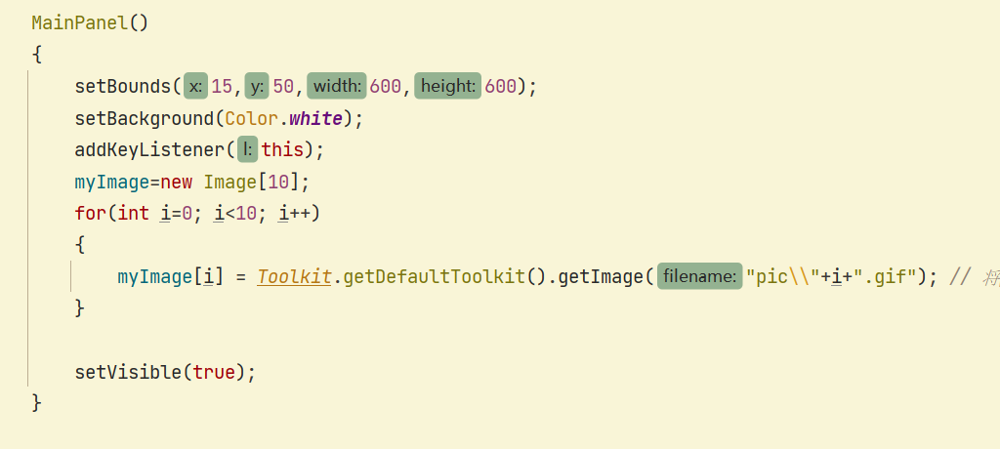 MainPanel()
{
setBounds( x: 15, y: 50, width: 600, height: 600);
setBackground(Color.white);
addKeyListener( l: this);
myImage=new Image[10];
for(int i=0; i<10; i++)
{
myImage[i] = Toolkit.getDefaultToolkit().getImage( filename: "pic\\"+i+".gif"); // 将
}
setVisible(true);
}